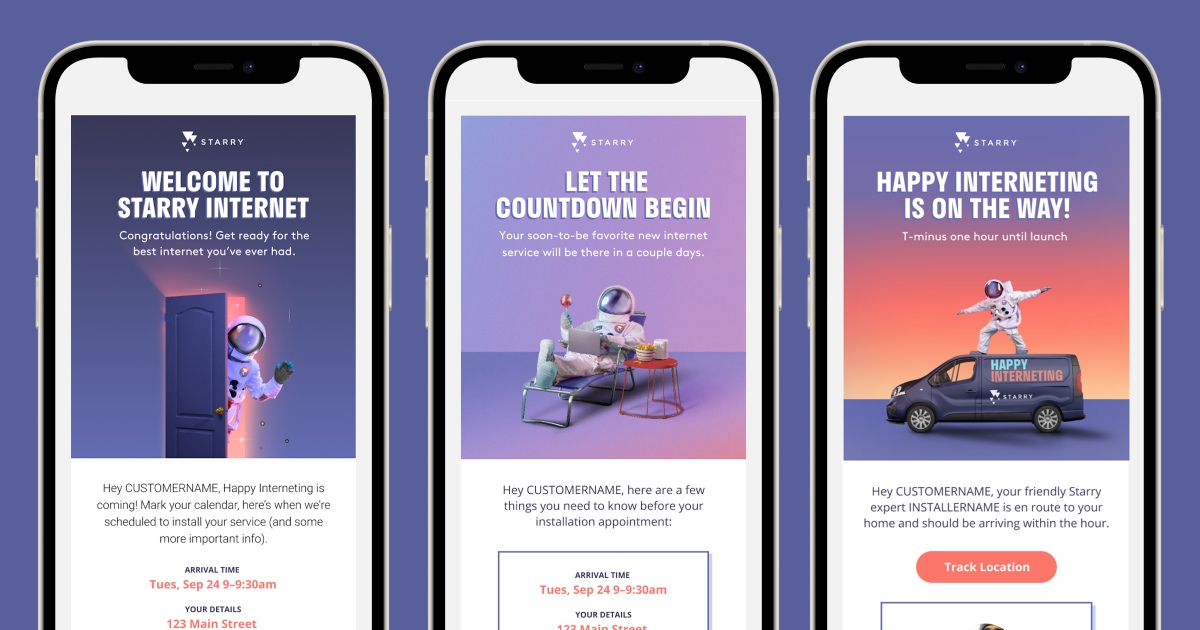 STARRY
WELCOME TO
STARRY INTERNET
Congratulations! Get ready for the
best internet you've ever had.
Hey CUSTOMERNAME, Happy Interneting is
coming! Mark your calendar, here's when we're
scheduled to install your service (and some
more important info).
ARRIVAL TIME
Tues, Sep 24 9–9:30am
YOUR DETAILS
123 Main Street
STARRY
LET THE
COUNTDOWN BEGIN
Your soon-to-be favorite new internet
service will be there in a couple days.
Hey CUSTOMERNAME, here are a few
things you need to know before your
installation appointment:
ARRIVAL TIME
Tues, Sep 24 9–9:30am
YOUR DETAILS
123 Main Street
STARRY
HAPPY INTERNETING
IS ON THE WAY!
T-minus one hour until launch
HAPPY
INTERNETING
STARRY
Hey CUSTOMERNAME, your friendly Starry
expert INSTALLERNAME is en route to your
home and should be arriving within the hour.
Track Location